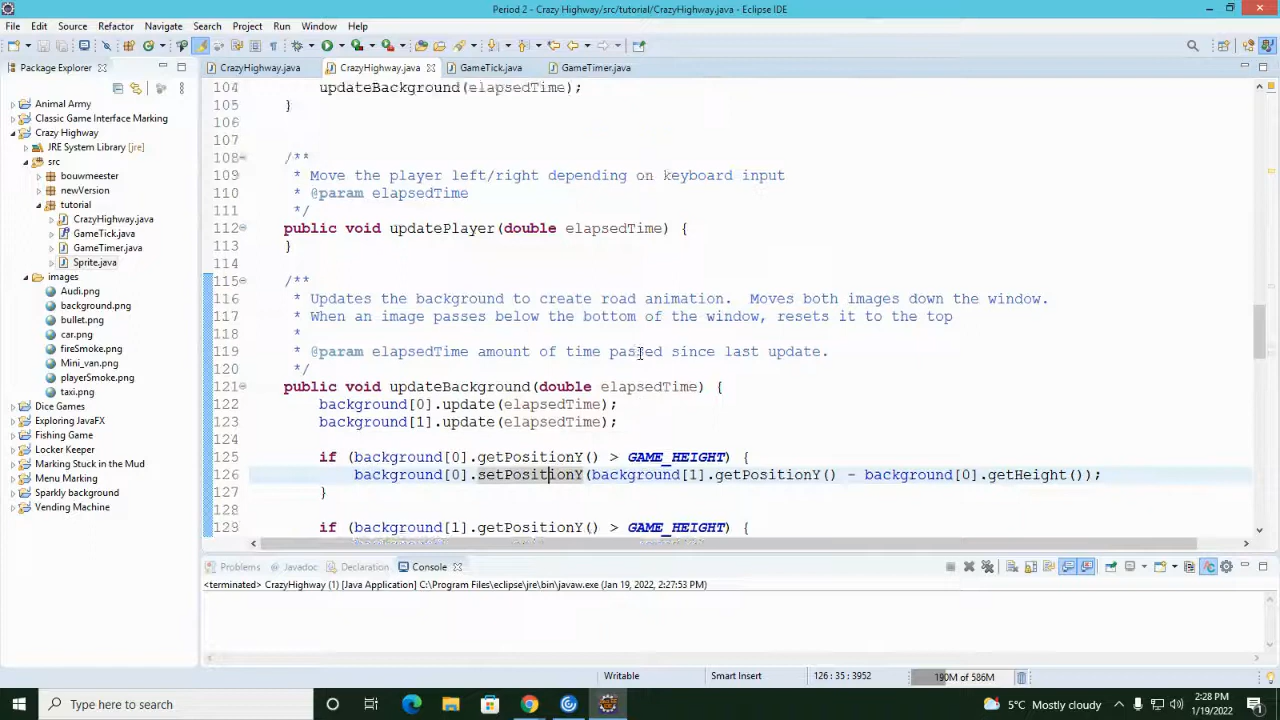 Period 2 - Crazy Highway/src/tutorial/CrazyHighway.java - Eclipse IDE
File Edit Source Refactor Navigate Search Project Run Window Help
Package Explorer
CrazyHighway.java CrazyHighway.java GameTick.java GameTimer.java
Animal Army
Classic Game Interface Marking
Crazy Highway
JRE System Library [jre]
src
bouwmeester
newVersion
tutorial
CrazyHighway.java
GameTick.java
GameTimer.java
Sprite.java
images
Audi.png
background.png
bullet.png
car.png
fireSmoke.png
Mini_van.png
playerSmoke.png
taxi.png
Dice Games
Exploring JavaFX
Fishing Game
Locker Keeper
Marking Stuck in the Mud
Menu Marking
Sparkly background
Vending Machine
104 updateBackground(elapsedTime);
105 }
106
107
108 /**
109 * Move the player left/right depending on keyboard input
110 * @param elapsedTime
111 */
112 public void updatePlayer(double elapsedTime) {
113 }
114
115 /**
116 * Updates the background to create road animation.  Moves both images down the window.
117 * When an image passes below the bottom of the window, resets it to the top
118 *
119 * @param elapsedTime amount of time passed since last update.
120 */
121 public void updateBackground(double elapsedTime) {
122 background[0].update(elapsedTime);
123 background[1].update(elapsedTime);
124
125 if (background[0].getPositionY() > GAME_HEIGHT) {
126 background[0].setPositionY(background[1].getPositionY() - background[0].getHeight());
127 }
128
129 if (background[1].getPositionY() > GAME_HEIGHT) {
Problems Javadoc Declaration Console
<terminated> CrazyHighway (1) [Java Application] C:\Program Files\eclipse\jre\bin\javaw.exe (Jan 19, 2022, 2:27:53 PM)
Writable Smart Insert 126 : 35 : 3952 190M of 586M
Type here to search
5°C Mostly cloudy
2:28 PM
1/19/2022